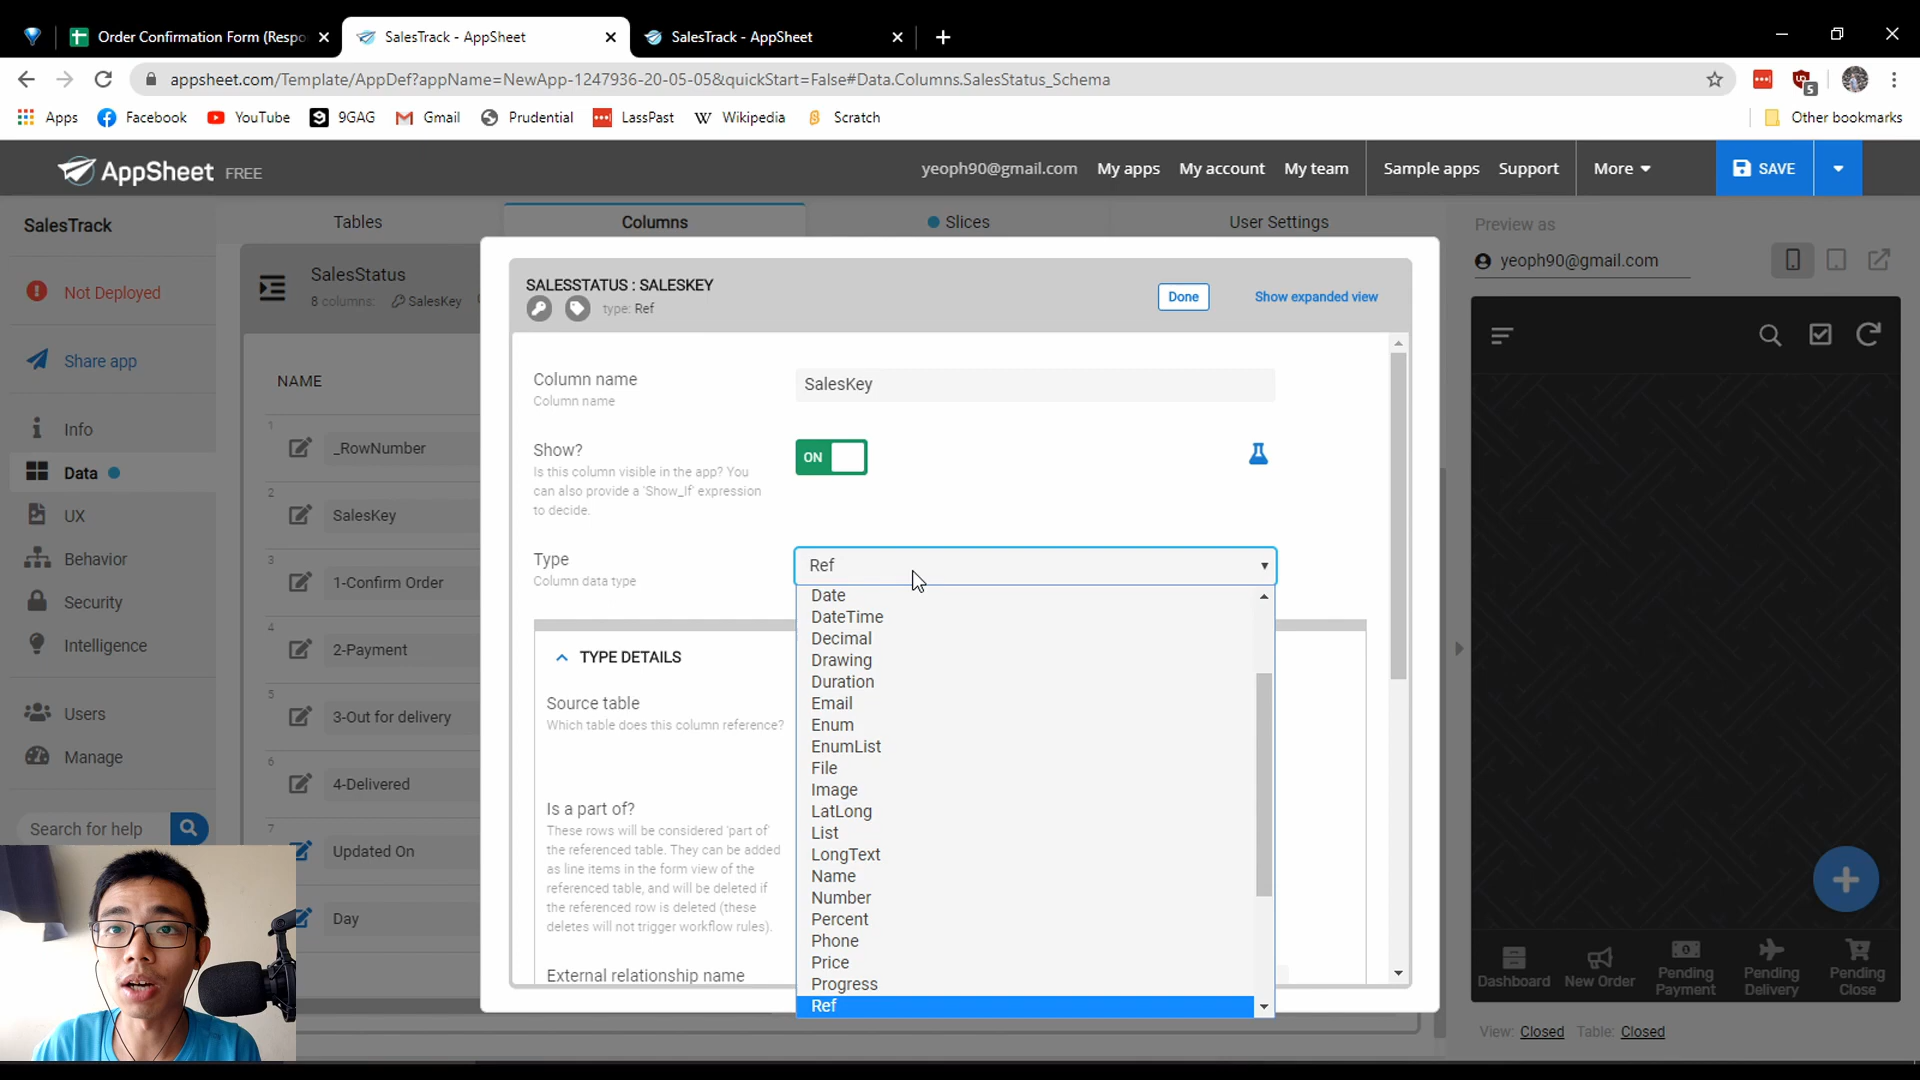 Order Confirmation Form (Respo
SalesTrack - AppSheet
SalesTrack - AppSheet
appsheet.com/Template/AppDef?appName=NewApp-1247936-20-05-05&quickStart=False#Data.Columns.SalesStatus_Schema
5
Apps
Facebook
YouTube
9GAG
Gmail
Prudential
LassPast
Wikipedia
Scratch
Other bookmarks
AppSheet FREE
yeoph90@gmail.com
My apps
My account
My team
Sample apps
Support
More
SAVE
SalesTrack
Tables
Columns
Slices
User Settings
Preview as
yeoph90@gmail.com
Not Deployed
Share app
Info
Data
UX
Behavior
Security
Intelligence
Users
Manage
Search for help
SalesStatus
8 columns: SalesKey
NAME
1
_RowNumber
2
SalesKey
3
1-Confirm Order
4
2-Payment
5
3-Out for delivery
6
4-Delivered
7
Updated On
Day
SALESSTATUS : SALESKEY
type: Ref
Done
Show expanded view
Column name
Column name
SalesKey
Show?
Is this column visible in the app? You
can also provide a 'Show_If' expression
to decide.
ON
Type
Column data type
Ref
TYPE DETAILS
Source table
Which table does this column reference?
Is a part of?
These rows will be considered 'part of'
the referenced table. They can be added
as line items in the form view of the
referenced table, and will be deleted if
the referenced row is deleted (these
deletes will not trigger workflow rules).
External relationship name
Date
DateTime
Decimal
Drawing
Duration
Email
Enum
EnumList
File
Image
LatLong
List
LongText
Name
Number
Percent
Phone
Price
Progress
Ref
Dashboard
New Order
Pending
Payment
Pending
Delivery
Pending
Close
View: Closed Table: Closed